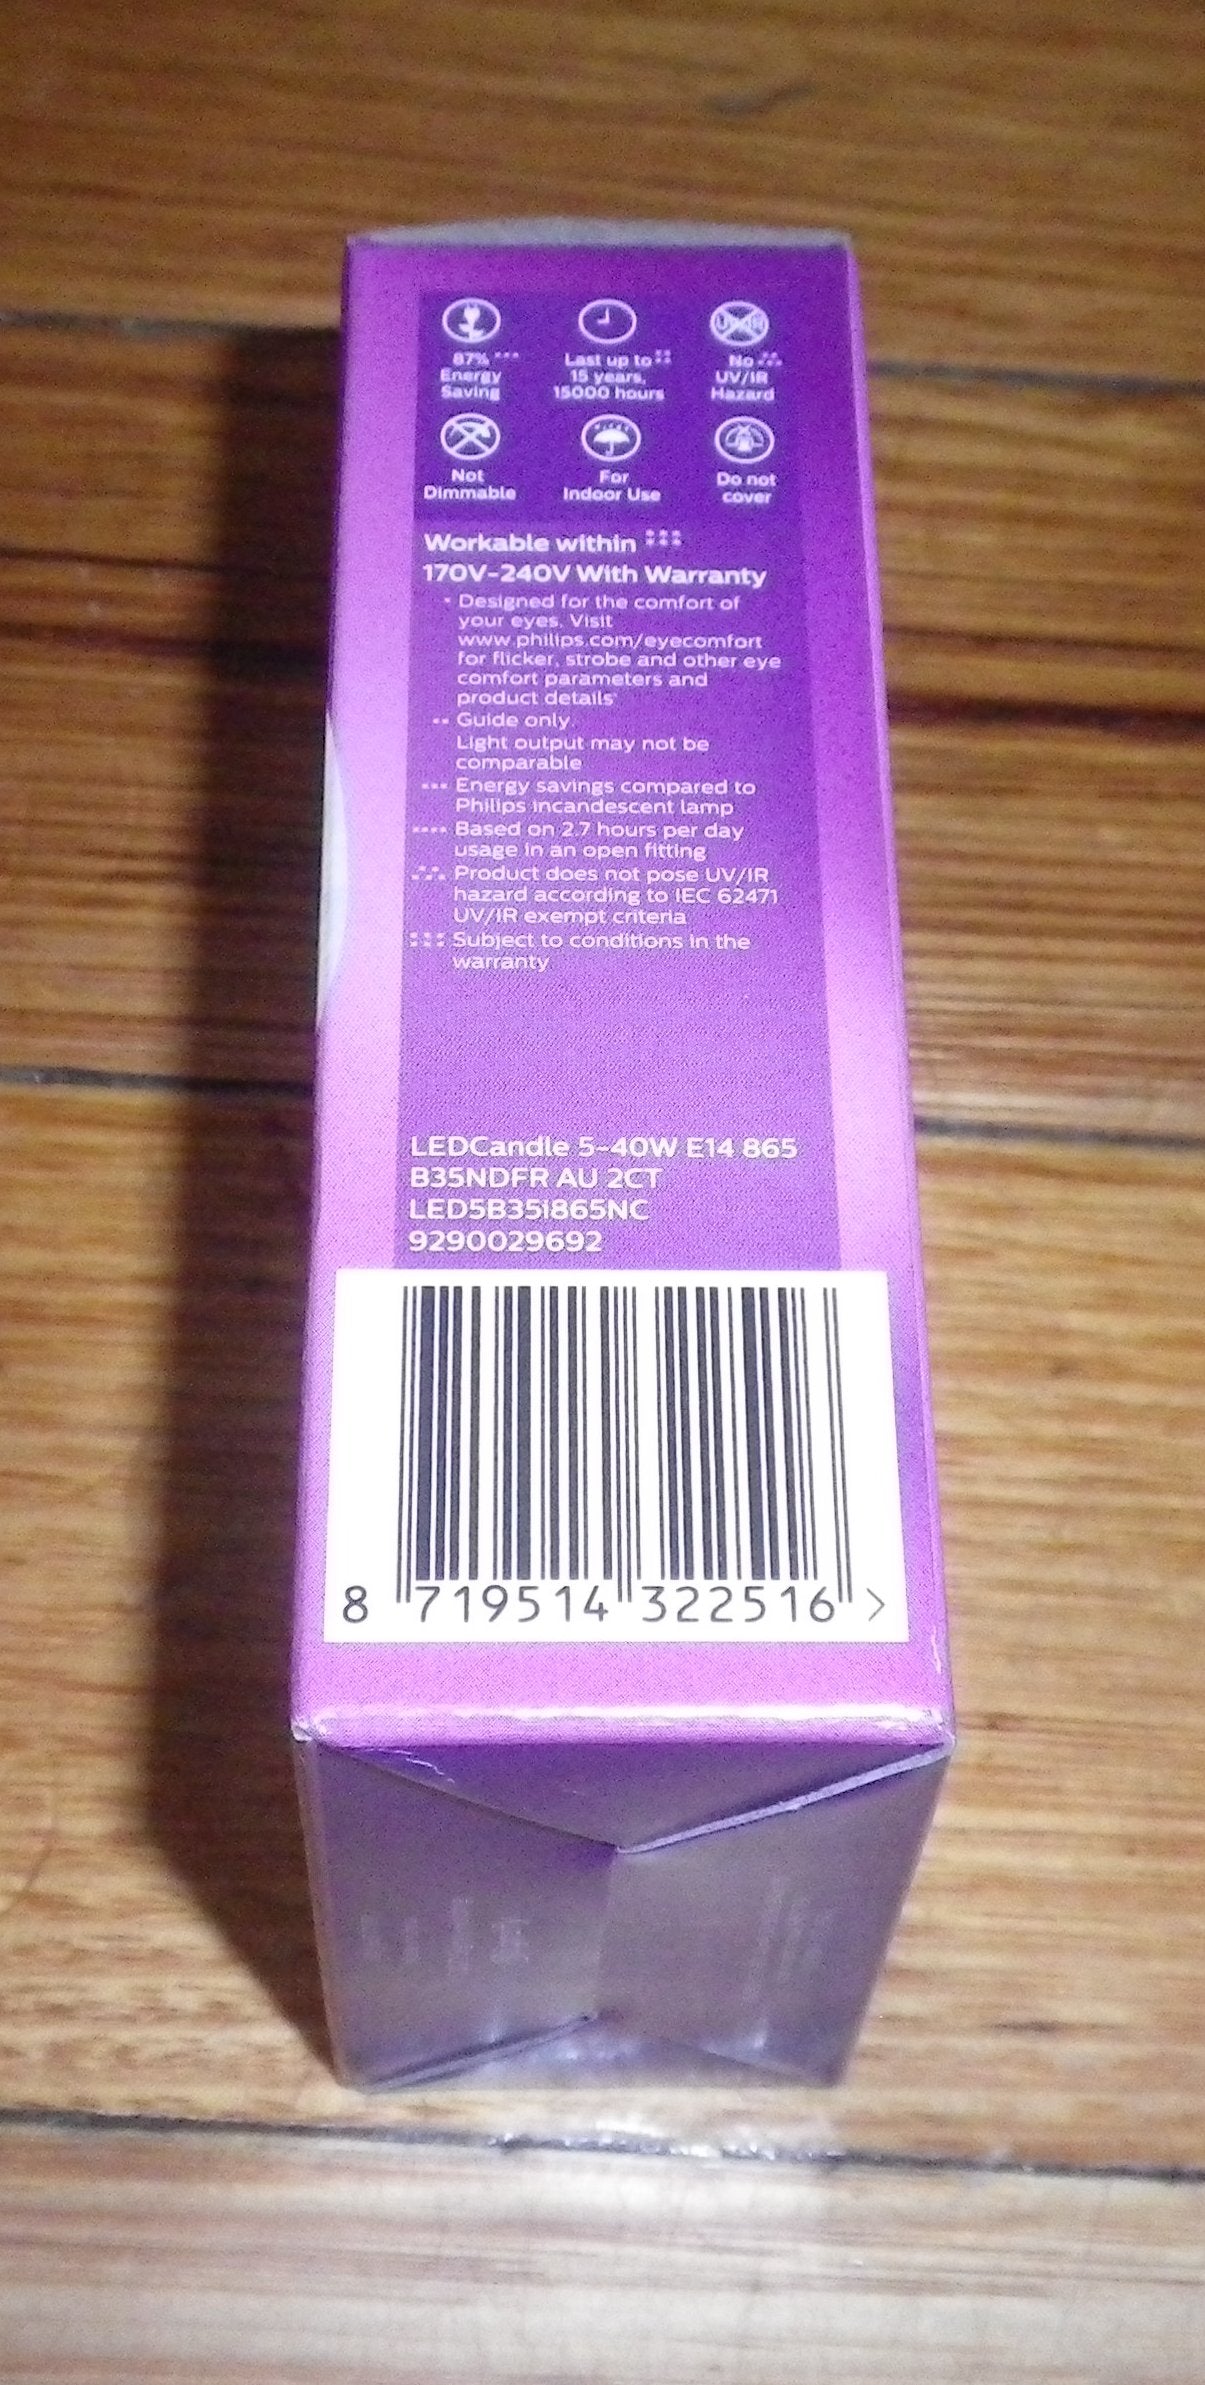 87% ***
Energy
Saving
Last up to ::
15 years,
15000 hours
No
UV/IR
Hazard
Not
Dimmable
For
Indoor Use
Do not
cover
Workable within :::
170V-240V With Warranty
• Designed for the comfort of
your eyes. Visit
www.philips.com/eyecomfort
for flicker, strobe and other eye
comfort parameters and
product details
•• Guide only.
Light output may not be
comparable
••• Energy savings compared to
Philips incandescent lamp
•••• Based on 2.7 hours per day
usage in an open fitting
Product does not pose UV/IR
hazard according to IEC 62471
UV/IR exempt criteria
::: Subject to conditions in the
warranty
LEDCandle 5-40W E14 865
B35NDFR AU 2CT
LED5B351865NC
9290029692
8 719514 322516 >